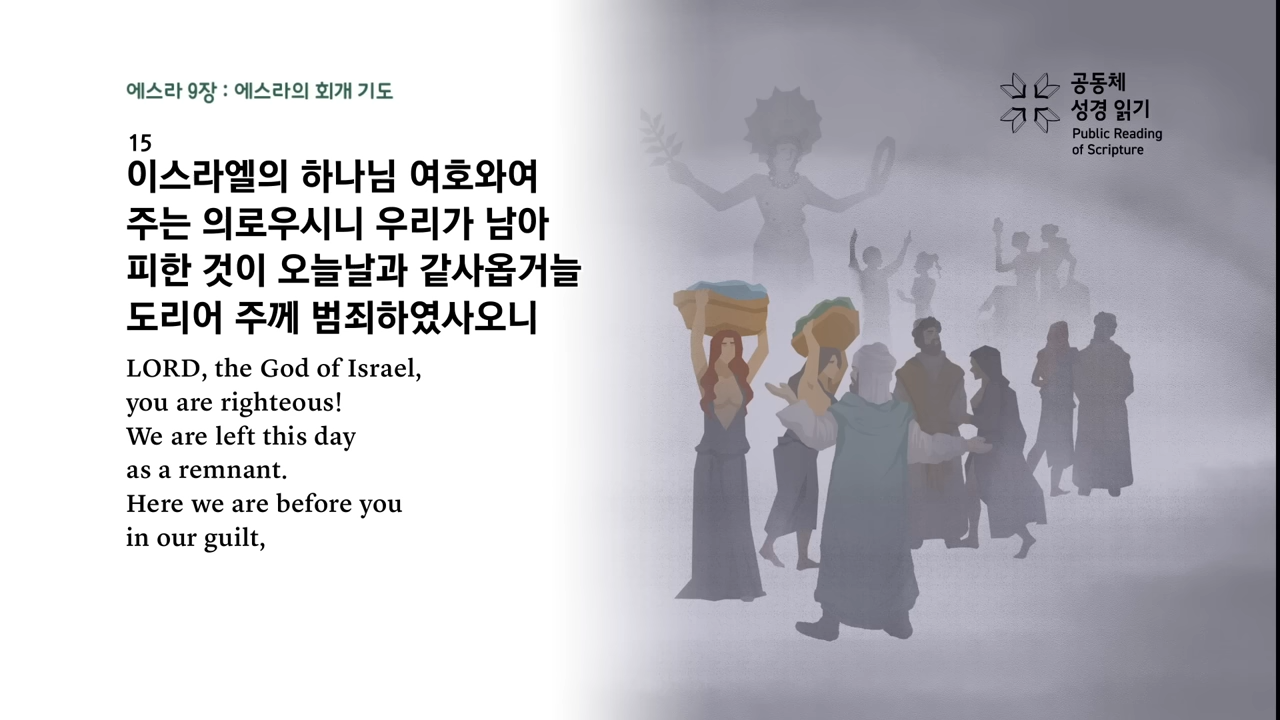 에스라 9장 : 에스라의 회개 기도
15
이스라엘의 하나님 여호와여
주는 의로우시니 우리가 남아
피한 것이 오늘날과 같사옵거늘
도리어 주께 범죄하였사오니
LORD, the God of Israel,
you are righteous!
We are left this day
as a remnant.
Here we are before you
in our guilt,
공동체
성경 읽기
Public Reading
of Scripture